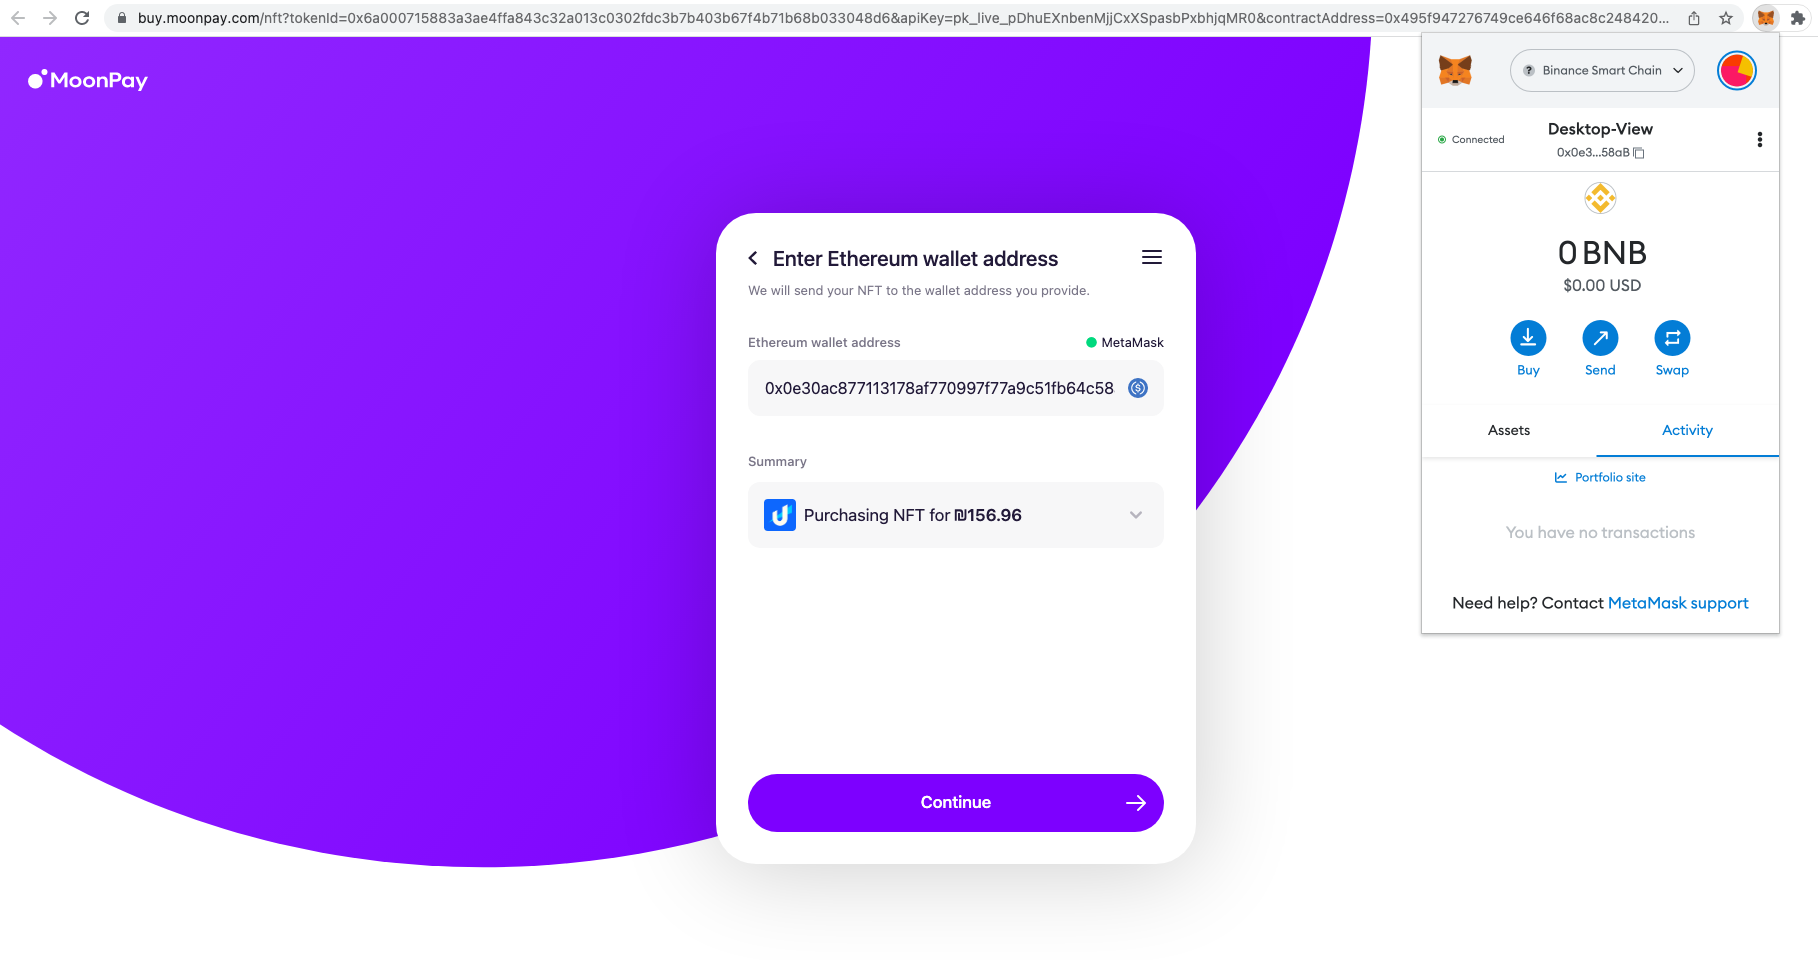 buy.moonpay.com/nft?tokenId=0x6a000715883a3ae4ffa843c32a013c0302fdc3b7b403b67f4b71b68b033048d6&apiKey=pk_live_pDhuEXnbenMjjCxXSpasbPxbhjqMR0&contractAddress=0x495f947276749ce646f68ac8c248420...
MoonPay
Enter Ethereum wallet address
We will send your NFT to the wallet address you provide.
Ethereum wallet address
MetaMask
0x0e30ac877113178af770997f77a9c51fb64c58
Summary
Purchasing NFT for ₪156.96
Continue
Binance Smart Chain
Connected
Desktop-View
0x0e3...58aB
0 BNB
$0.00 USD
Buy
Send
Swap
Assets
Activity
Portfolio site
You have no transactions
Need help? Contact MetaMask support